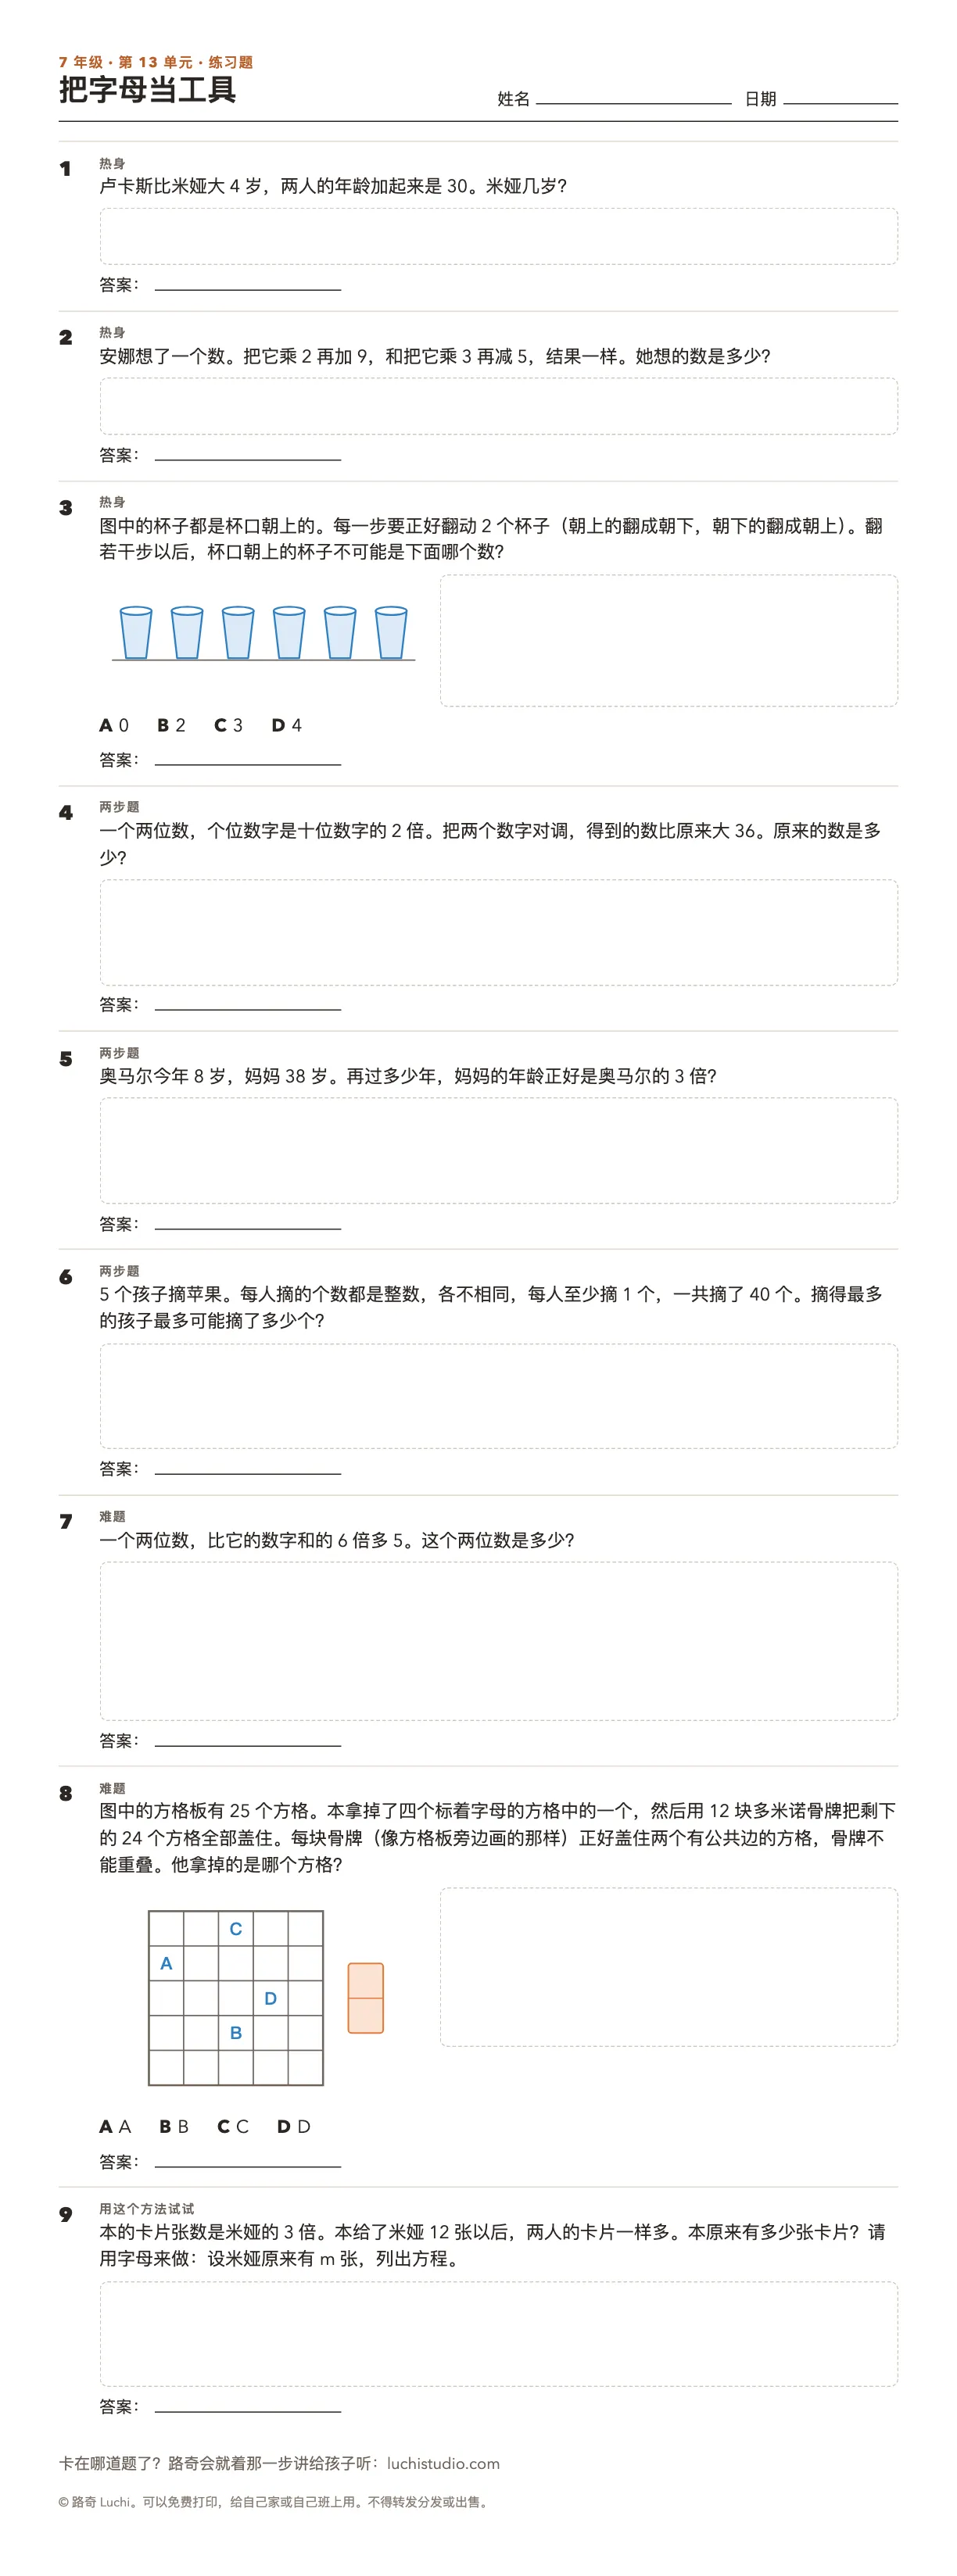 7 年级 · 第 13 单元 · 练习题
把字母当工具
姓名 日期
1 热身
卢卡斯比米娅大 4 岁，两人的年龄加起来是 30。米娅几岁？
答案：
2 热身
安娜想了一个数。把它乘 2 再加 9，和把它乘 3 再减 5，结果一样。她想的数是多少？
答案：
3 热身
图中的杯子都是杯口朝上的。每一步要正好翻动 2 个杯子（朝上的翻成朝下，朝下的翻成朝上）。翻
若干步以后，杯口朝上的杯子不可能是下面哪个数？
A 0 B 2 C 3 D 4
答案：
4 两步题
一个两位数，个位数字是十位数字的 2 倍。把两个数字对调，得到的数比原来大 36。原来的数是多
少？
答案：
5 两步题
奥马尔今年 8 岁，妈妈 38 岁。再过多少年，妈妈的年龄正好是奥马尔的 3 倍？
答案：
6 两步题
5 个孩子摘苹果。每人摘的个数都是整数，各不相同，每人至少摘 1 个，一共摘了 40 个。摘得最多
的孩子最多可能摘了多少个？
答案：
7 难题
一个两位数，比它的数字和的 6 倍多 5。这个两位数是多少？
答案：
8 难题
图中的方格板有 25 个方格。本拿掉了四个标着字母的方格中的一个，然后用 12 块多米诺骨牌把剩下
的 24 个方格全部盖住。每块骨牌（像方格板旁边画的那样）正好盖住两个有公共边的方格，骨牌不
能重叠。他拿掉的是哪个方格？
C
A
D
B
A A B B C C D D
答案：
9 用这个方法试试
本的卡片张数是米娅的 3 倍。本给了米娅 12 张以后，两人的卡片一样多。本原来有多少张卡片？请
用字母来做：设米娅原来有 m 张，列出方程。
答案：
卡在哪道题了？路奇会就着那一步讲给孩子听：luchistudio.com
© 路奇 Luchi。可以免费打印，给自己家或自己班上用。不得转发分发或出售。